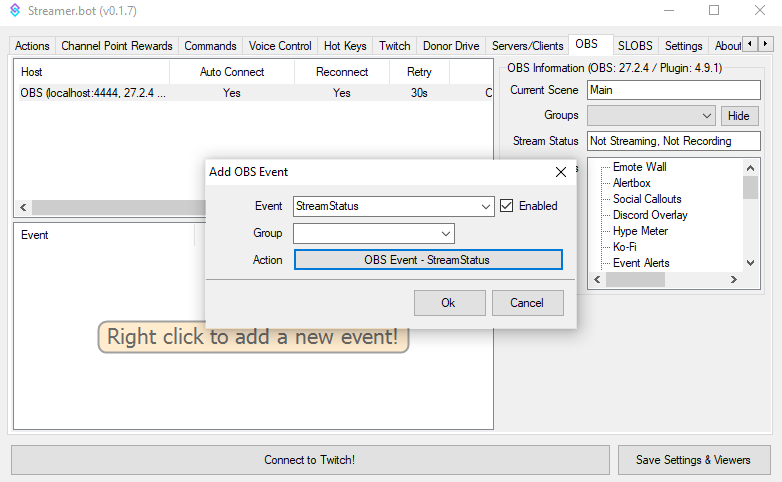 Streamer.bot (v0.1.7)
Actions Channel Point Rewards Commands Voice Control Hot Keys Twitch Donor Drive Servers/Clients OBS SLOBS Settings About
Host Auto Connect Reconnect Retry
OBS (localhost:4444, 27.2.4 ... Yes Yes 30s C
OBS Information (OBS: 27.2.4 / Plugin: 4.9.1)
Current Scene Main
Groups Hide
Stream Status Not Streaming, Not Recording
s
Emote Wall
Alertbox
Social Callouts
Discord Overlay
Hype Meter
Ko-Fi
Event Alerts
Add OBS Event
Event StreamStatus Enabled
Group
Action OBS Event - StreamStatus
Ok Cancel
Event
Right click to add a new event!
Connect to Twitch! Save Settings & Viewers